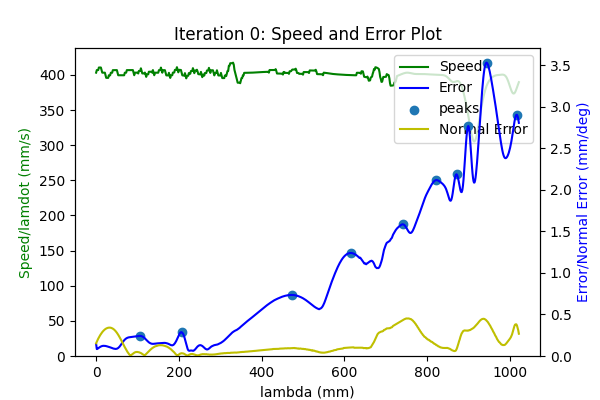 Iteration 0: Speed and Error Plot
Speed/lamdot (mm/s)
400
350
300
250
200
150
100
50
0
Speed
Error
peaks
Normal Error
3.5
3.0
2.5
2.0
1.5
1.0
0.5
0.0
Error/Normal Error (mm/deg)
0 200 400 600 800 1000
lambda (mm)